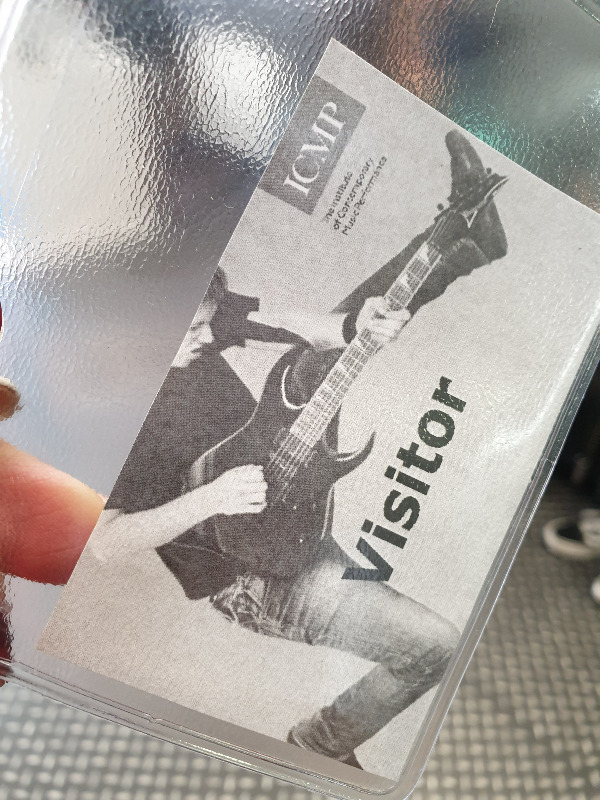 ICMP
The Institute
of Contemporary
Music Performance
Visitor